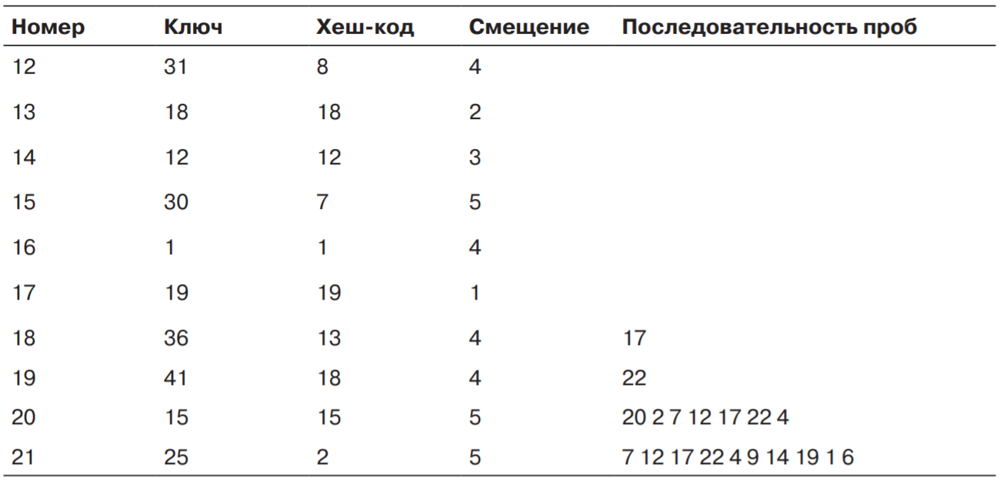 Номер Ключ Хеш-код Смещение Последовательность проб
12 31 8 4
13 18 18 2
14 12 12 3
15 30 7 5
16 1 1 4
17 19 19 1
18 36 13 4 17
19 41 18 4 22
20 15 15 5 20 2 7 12 17 22 4
21 25 2 5 7 12 17 22 4 9 14 19 1 6